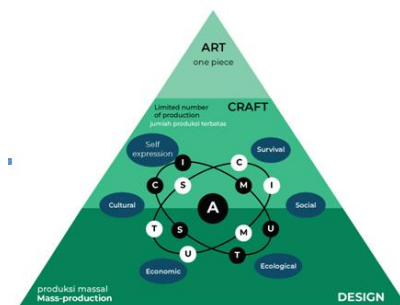 ART
one piece
Limited number
of production
CRAFT
jumlah produksi terbatas
Self
expression
I
C
Survival
C
S
M
I
Cultural
A
Social
T
S
M
U
U
T
Economic
Ecological
produksi massal
Mass-production
DESIGN